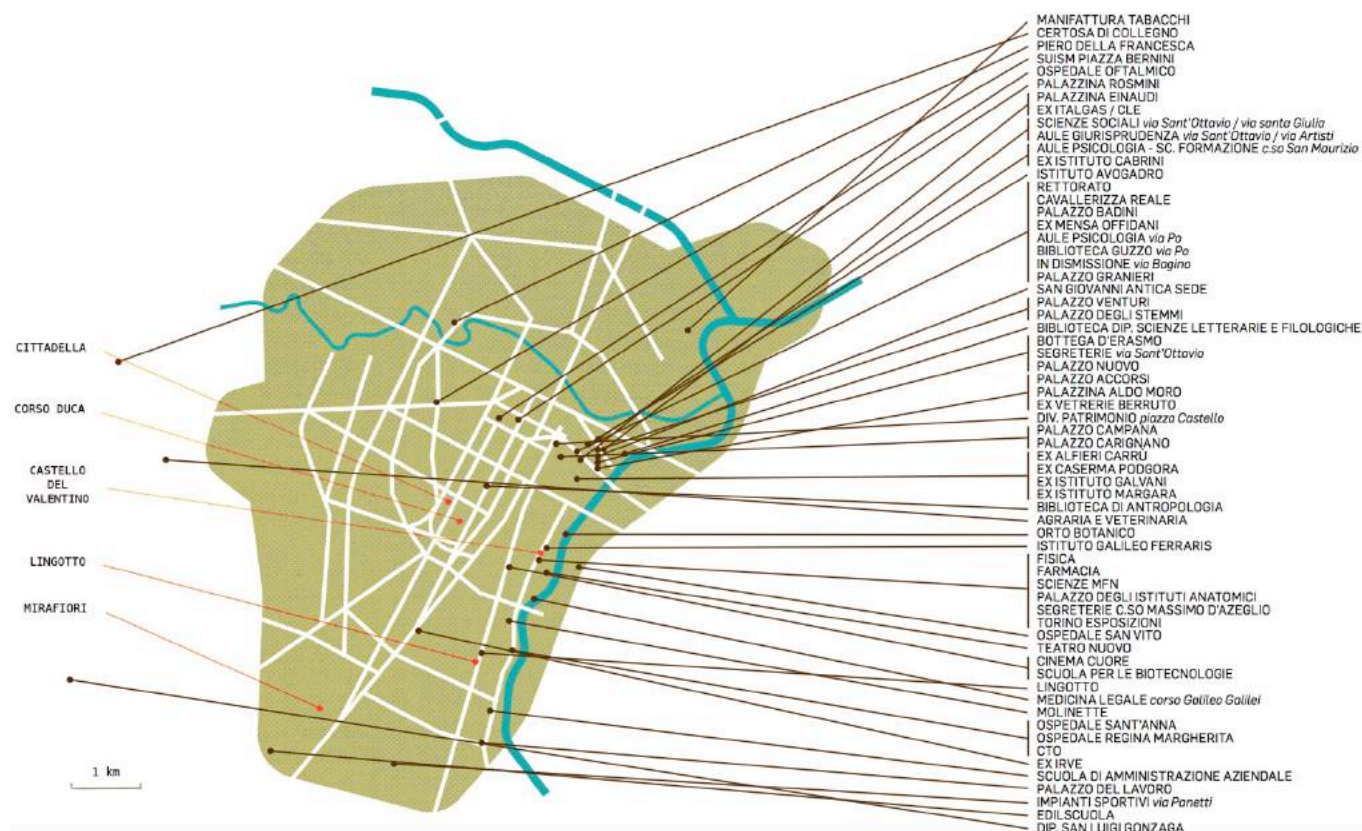 CITTADELLA
CORSO DUCA
CASTELLO
DEL
VALENTINO
LINGOTTO
MIRAFIORI
1 km
MANIFATTURA TABACCHI
CERTOSA DI COLLEGNO
PIERO DELLA FRANCESCA
SUISM PIAZZA BERNINI
OSPEDALE OFTALMICO
PALAZZINA ROSMINI
PALAZZINA EINAUDI
EX ITALGAS / CLE
SCIENZE SOCIALI via Sant'Ottavio / via santa Giulia
AULE GIURISPRUDENZA via Sant'Ottavio / via Artisti
AULE PSICOLOGIA - SC. FORMAZIONE c.so San Maurizio
EX ISTITUTO CABRINI
ISTITUTO AVOGADRO
RETTORATO
CAVALLERIZZA REALE
PALAZZO BADINI
EX MENSA OFFIDANI
AULE PSICOLOGIA via Po
BIBLIOTECA GUZZO via Po
IN DISMISSIONE via Bogino
PALAZZO GRANIERI
SAN GIOVANNI ANTICA SEDE
PALAZZO VENTURI
PALAZZO DEGLI STEMMI
BIBLIOTECA DIP. SCIENZE LETTERARIE E FILOLOGICHE
BOTTEGA D'ERASMO
SEGRETERIE via Sant'Ottavio
PALAZZO NUOVO
PALAZZO ACCORSI
PALAZZINA ALDO MORO
EX VETRERIE BERRUTO
DIV. PATRIMONIO piazza Castello
PALAZZO CAMPANA
PALAZZO CARIGNANO
EX ALFIERI CARRÙ
EX CASERMA PODGORA
EX ISTITUTO GALVANI
EX ISTITUTO MARGARA
BIBLIOTECA DI ANTROPOLOGIA
AGRARIA E VETERINARIA
ORTO BOTANICO
ISTITUTO GALILEO FERRARIS
FISICA
FARMACIA
SCIENZE MFN
PALAZZO DEGLI ISTITUTI ANATOMICI
SEGRETERIE C.SO MASSIMO D'AZEGLIO
TORINO ESPOSIZIONI
OSPEDALE SAN VITO
TEATRO NUOVO
CINEMA CUORE
SCUOLA PER LE BIOTECNOLOGIE
LINGOTTO
MEDICINA LEGALE corso Galileo Galilei
MOLINETTE
OSPEDALE SANT'ANNA
OSPEDALE REGINA MARGHERITA
CTO
EX IRVE
SCUOLA DI AMMINISTRAZIONE AZIENDALE
PALAZZO DEL LAVORO
IMPIANTI SPORTIVI via Panetti
EDILSCUOLA
DIP. SAN LUIGI GONZAGA